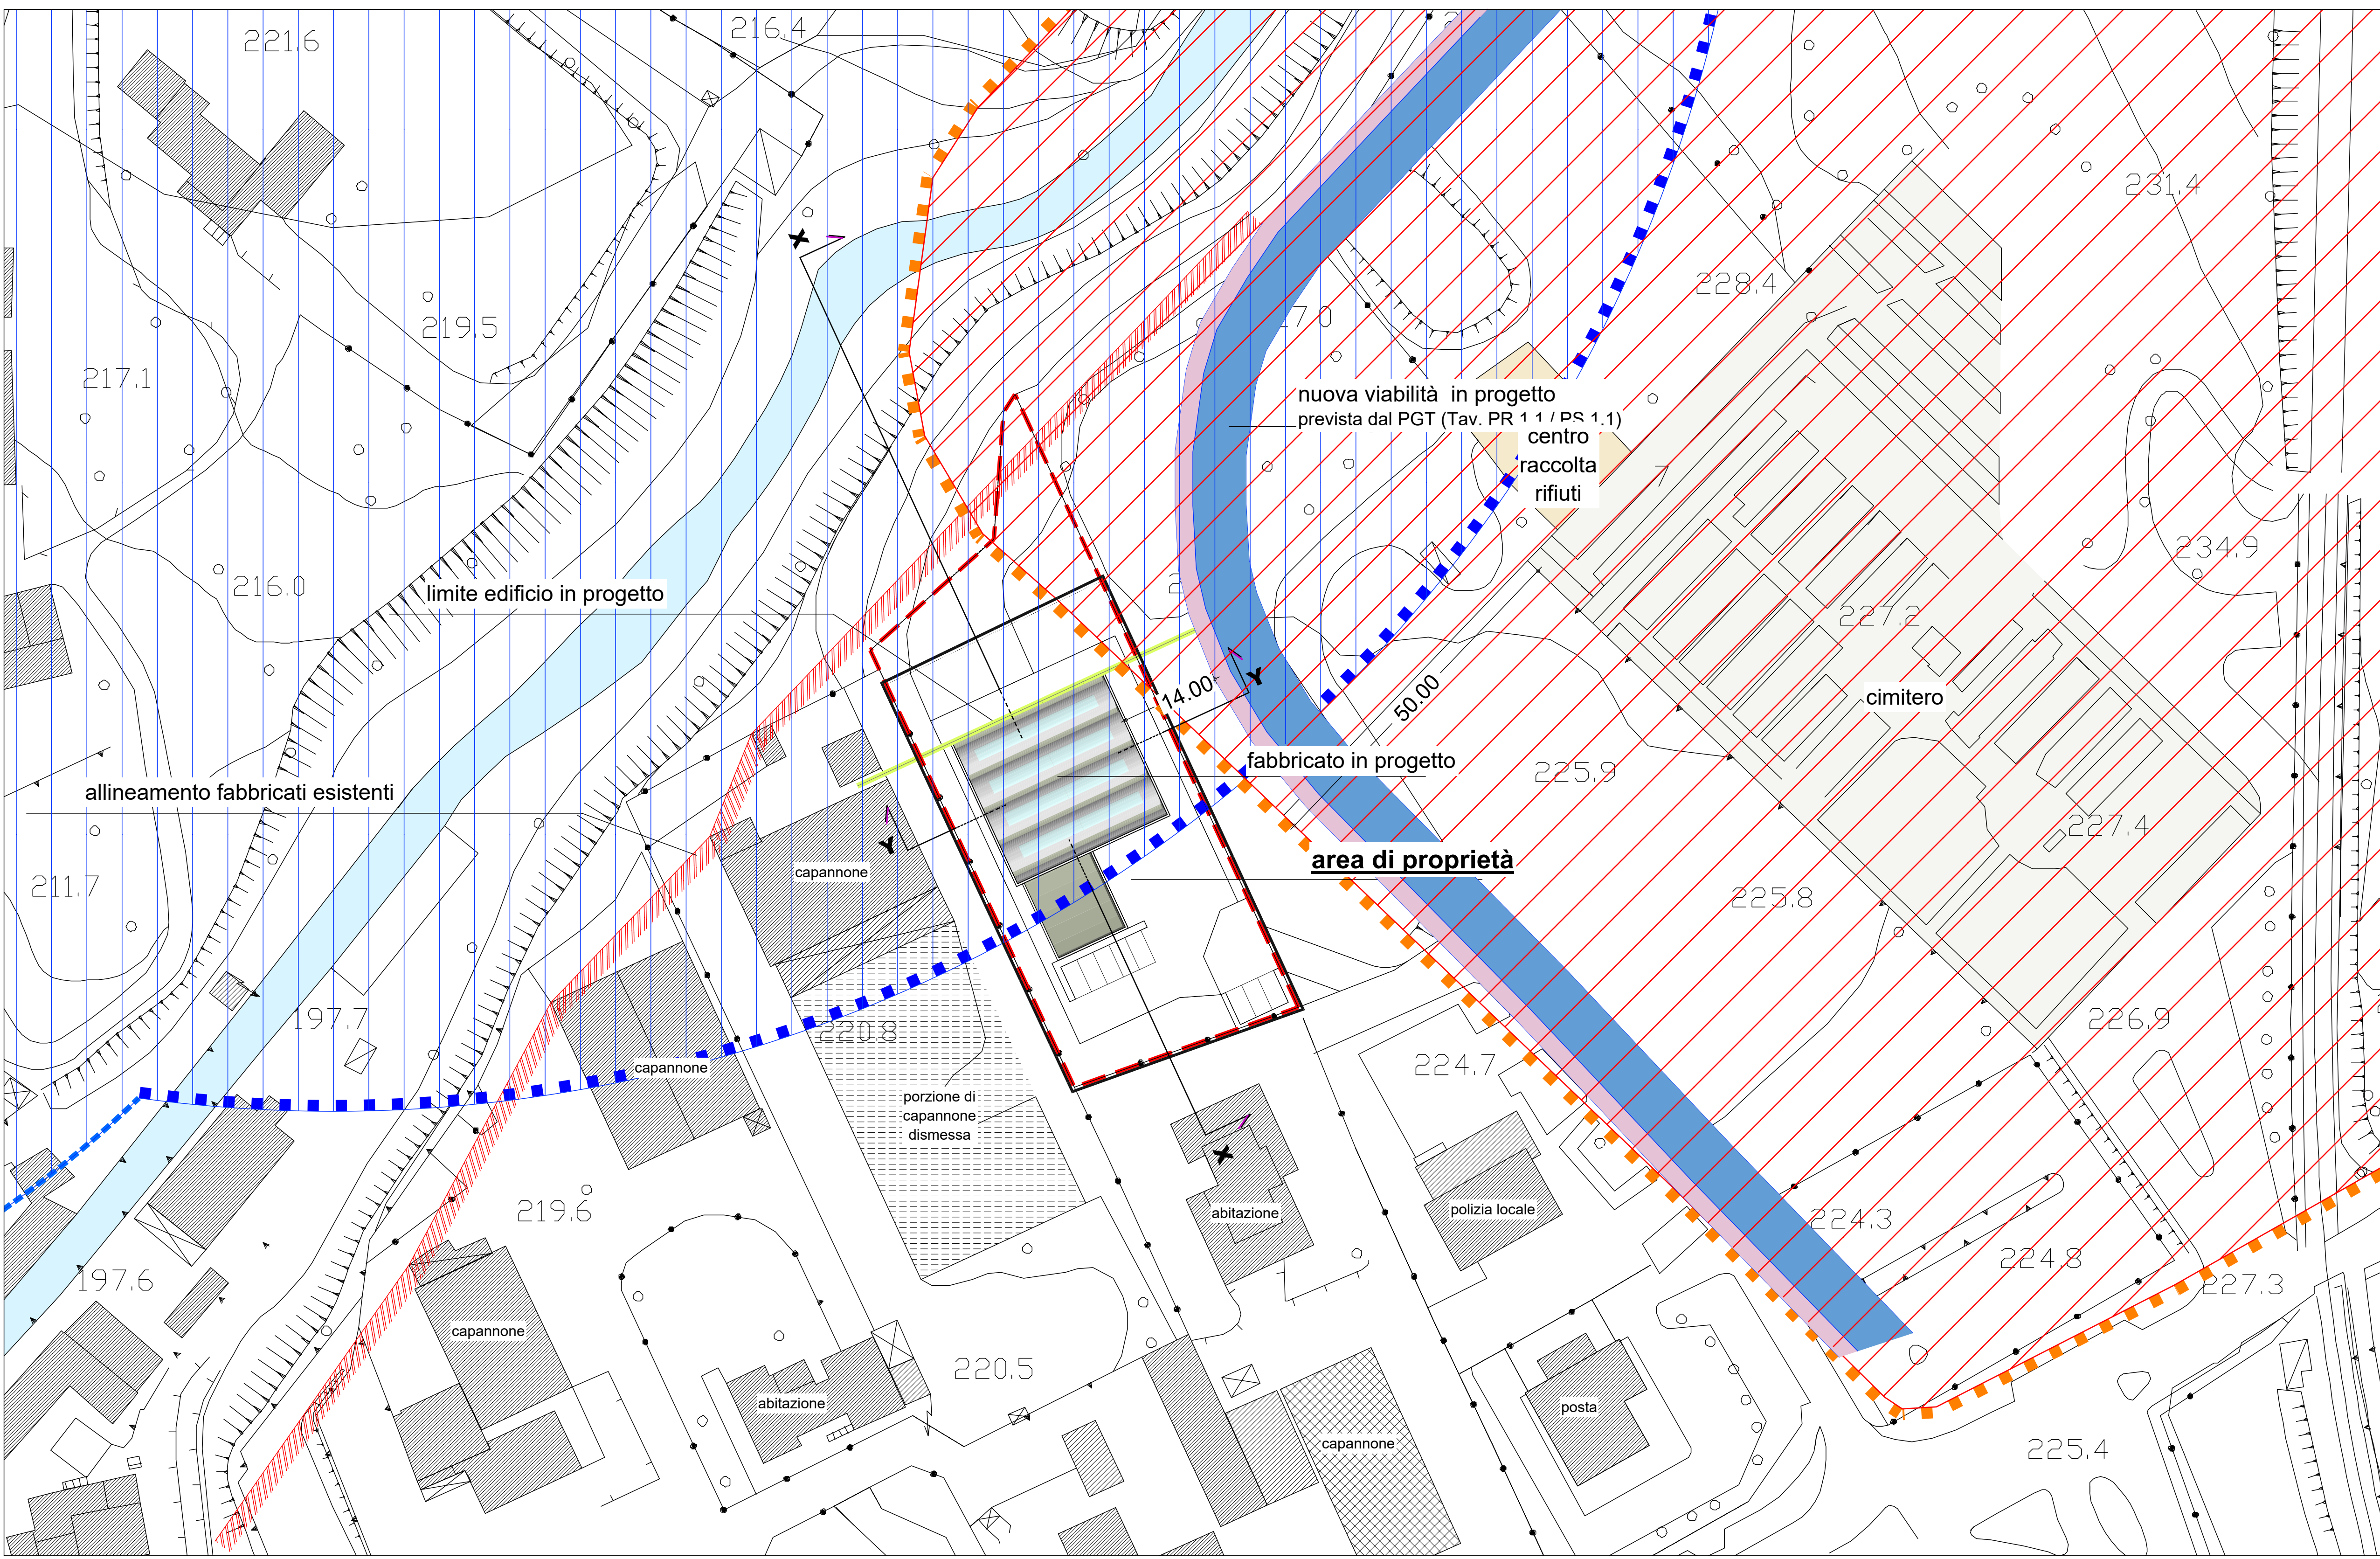 221.6
216.4
231.4
228.4
219.5
217.1
nuova viabilità in progetto
prevista dal PGT (Tav. PR 1.1 / PS 1.1)
centro
raccolta
rifiuti
234.9
216.0
limite edificio in progetto
227.2
X
Y
14.00
50.00
cimitero
fabbricato in progetto
225.9
allineamento fabbricati esistenti
227.4
Y
area di proprietà
capannone
211.7
225.8
197.7
220.8
226.9
capannone
224.7
porzione di
capannone
dismessa
X
219.6
abitazione
polizia locale
224.3
224.8
197.6
227.3
capannone
220.5
abitazione
posta
capannone
225.4